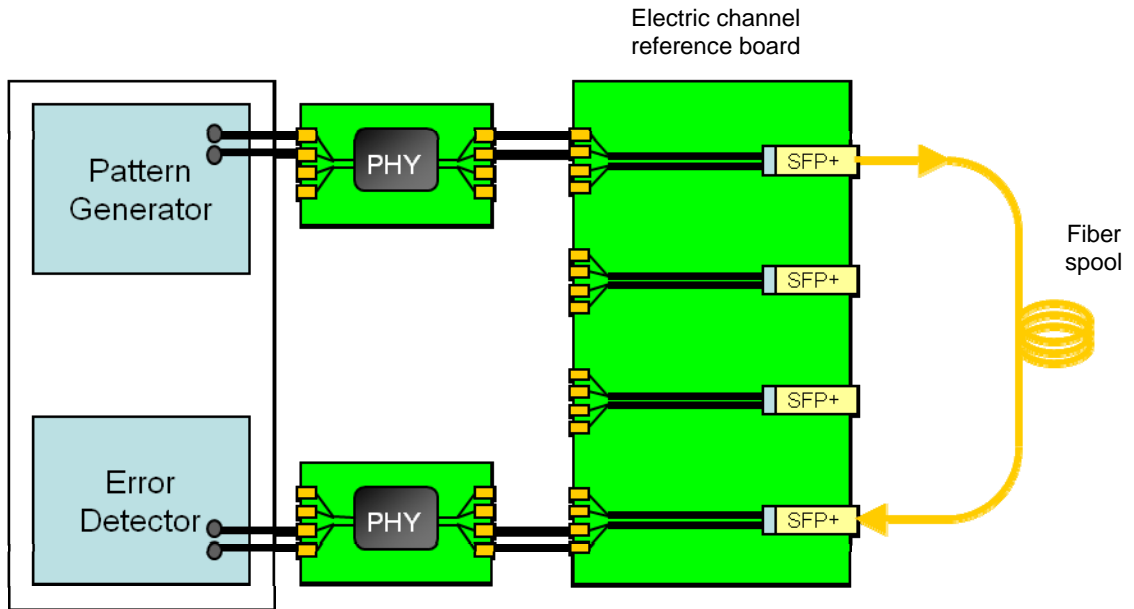 Electric channel
reference board
Pattern
Generator
PHY
SFP+
Fiber
spool
SFP+
SFP+
Error
Detector
PHY
SFP+